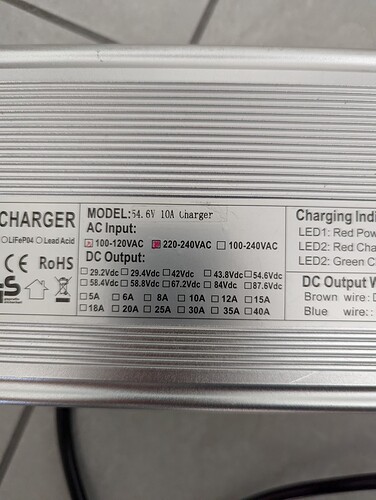 CHARGER
○LiFePO4 ○Lead Acid
CE RoHS
GS
MODEL:54.6V 10A Charger
AC Input:
☒ 100-120VAC ☒ 220-240VAC ☐ 100-240VAC
DC Output:
☐29.2Vdc ☐29.4Vdc ☐42Vdc ☐43.8Vdc ☐54.6Vdc
☐58.4Vdc ☐58.8Vdc ☐67.2Vdc ☐84Vdc ☐87.6Vdc
☐5A ☐6A ☐8A ☐10A ☐12A ☐15A
☐18A ☐20A ☐25A ☐30A ☐35A ☐40A
Charging Indi
LED1: Red Pow
LED2: Red Cha
LED2: Green C
DC Output W
Brown wire: D
Blue wire::